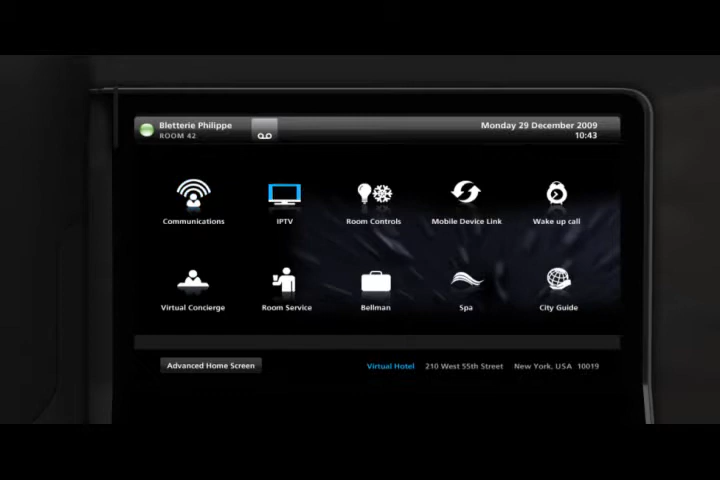 Bletterie Philippe
ROOM 42
Monday 29 December 2009
10:43
Communications
IPTV
Room Controls
Mobile Device Link
Wake up call
Virtual Concierge
Room Service
Bellman
Spa
City Guide
Advanced Home Screen
Virtual Hotel 210 West 55th Street New York, USA 10019